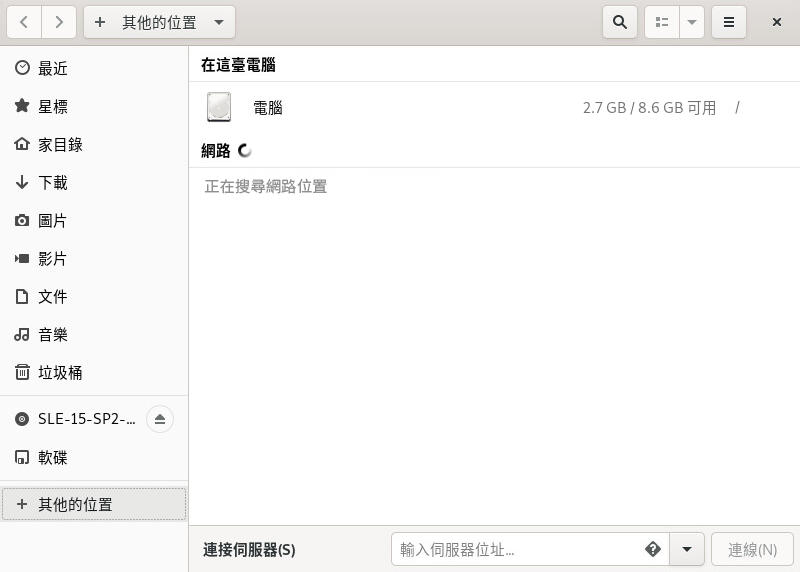 其他的位置
最近
星標
家目錄
下載
圖片
影片
文件
音樂
垃圾桶
SLE-15-SP2-...
軟碟
其他的位置
在這臺電腦
電腦 2.7 GB / 8.6 GB 可用 /
網路
正在搜尋網路位置
連接伺服器(S) 輸入伺服器位址... 連線(N)